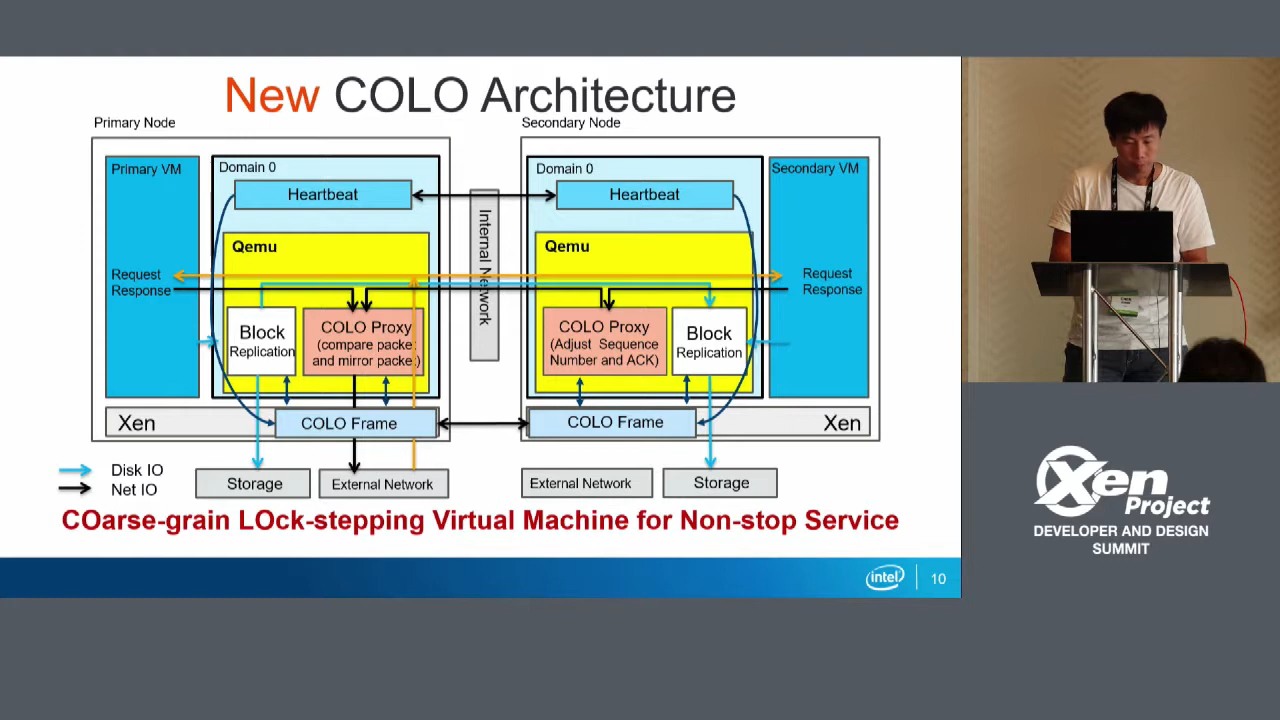 New COLO Architecture
Primary Node
Secondary Node
Primary VM
Domain 0
Heartbeat
Qemu
Request
Response
Block
Replication
COLO Proxy
(compare packet
and mirror packet)
Xen
COLO Frame
Internal Network
Domain 0
Secondary VM
Heartbeat
Qemu
Request
Response
COLO Proxy
(Adjust Sequence
Number and ACK)
Block
Replication
COLO Frame
Xen
Disk IO
Net IO
Storage
External Network
External Network
Storage
COarse-grain LOck-stepping Virtual Machine for Non-stop Service
intel
10
Xen
Project
DEVELOPER AND DESIGN
SUMMIT